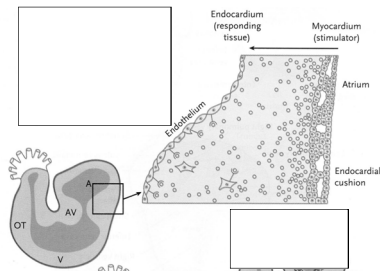 Endocardium
(responding
tissue)
Myocardium
(stimulator)
Atrium
Endothelium
Endocardial
cushion
A
AV
OT
V